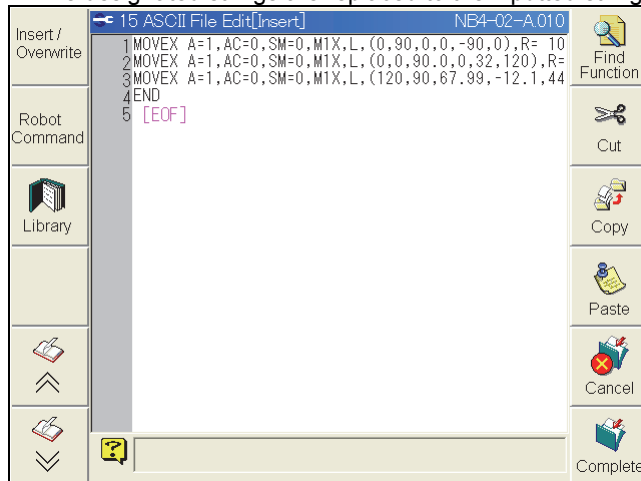 15 ASCII File Edit[Insert] NB4-02-A.010
Insert /
Overwrite
Robot
Command
Library
1 MOVEX A=1,AC=0,SM=0,M1X,L,(0,90,0,0,-90,0),R= 10
2 MOVEX A=1,AC=0,SM=0,M1X,L,(0,0,90.0,0,32,120),R=
3 MOVEX A=1,AC=0,SM=0,M1X,L,(120,90,67.99,-12.1,44
4 END
5 [EOF]
Find
Function
Cut
Copy
Paste
Cancel
Complete